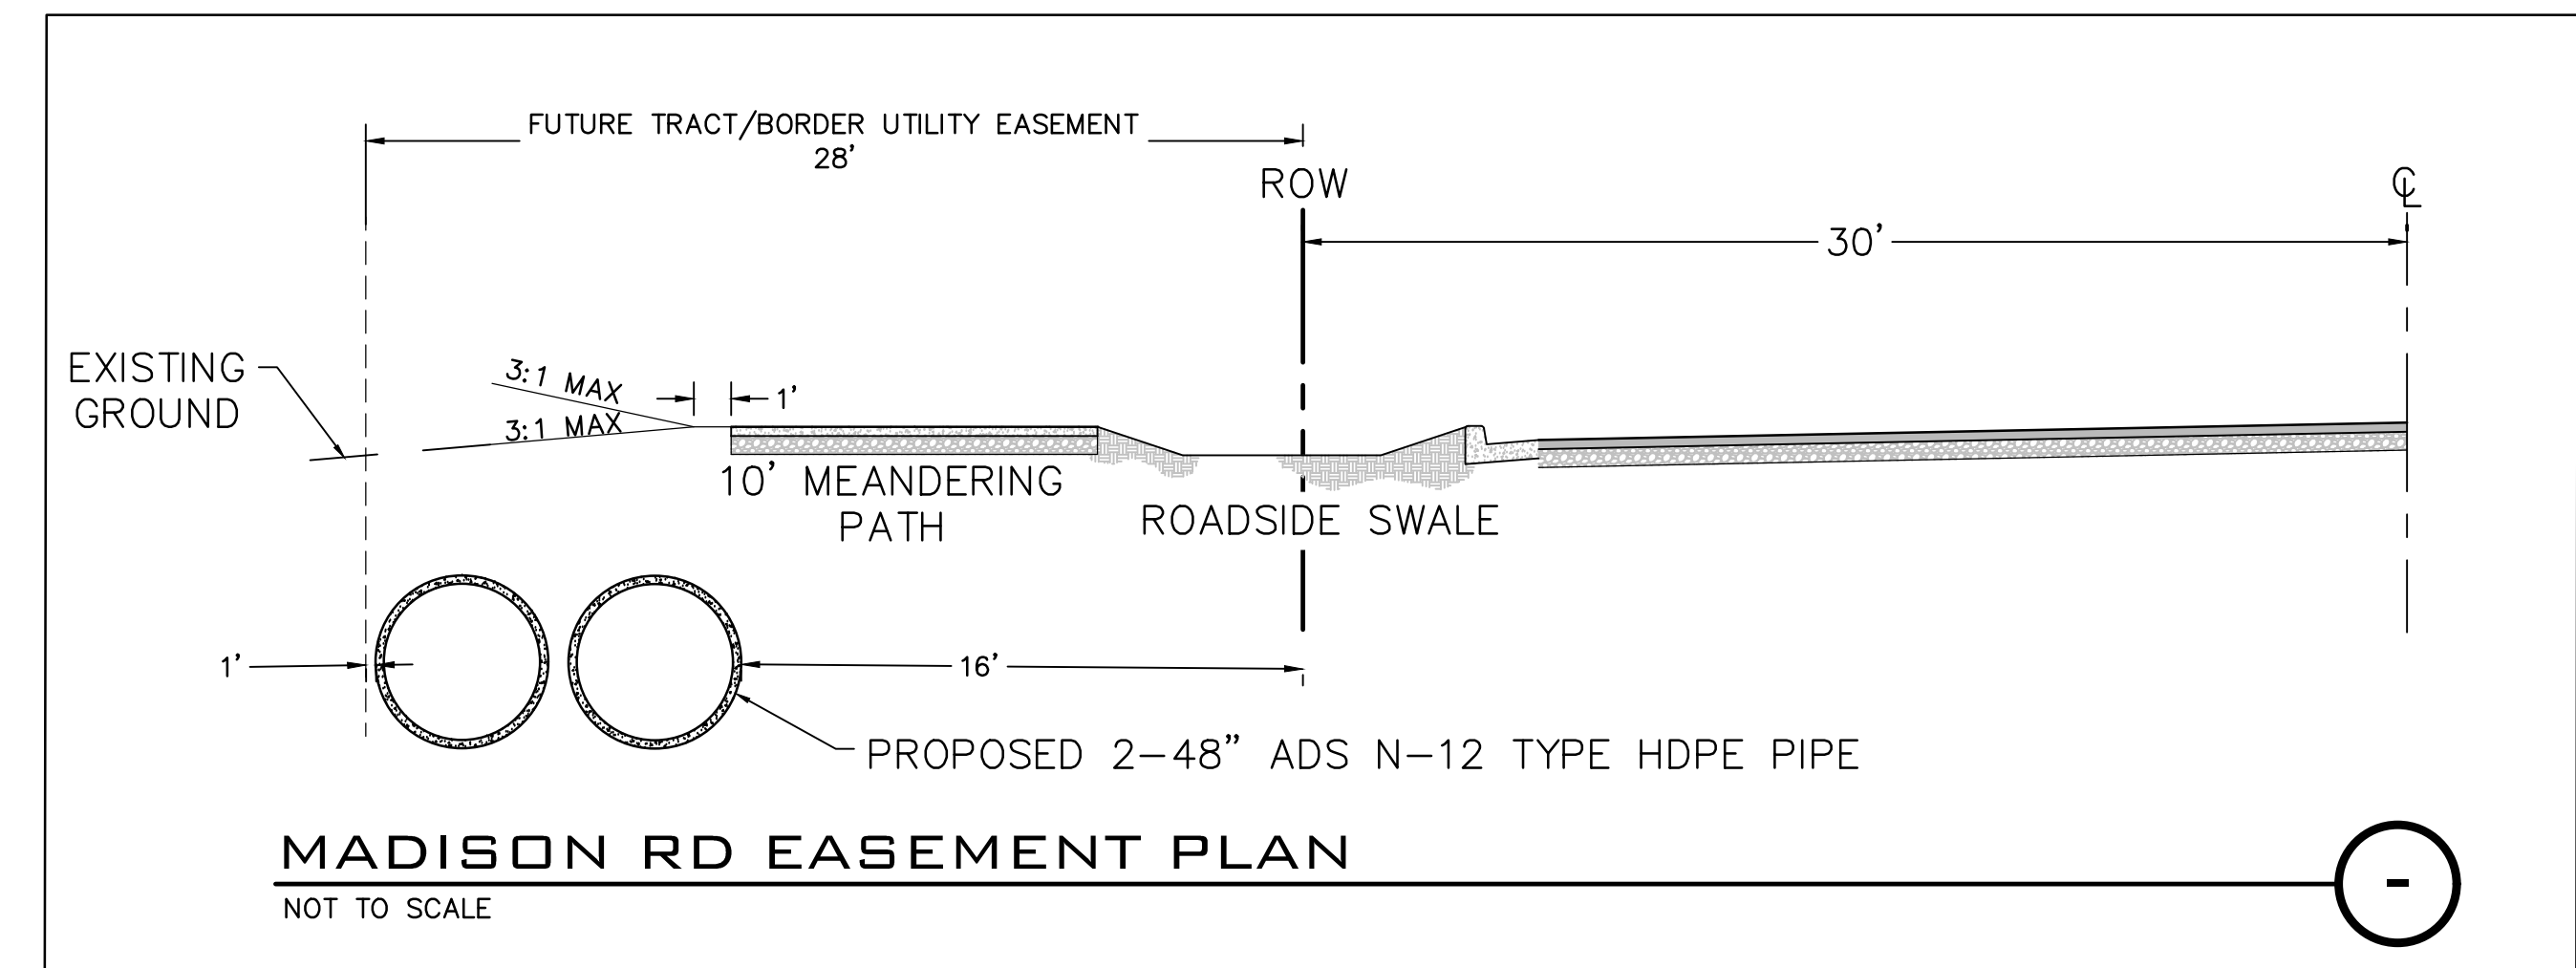 FUTURE TRACT/BORDER UTILITY EASEMENT
28'
ROW
℄
30'
EXISTING
GROUND
3:1 MAX
3:1 MAX
1'
10' MEANDERING
PATH
ROADSIDE SWALE
1'
16'
PROPOSED 2-48" ADS N-12 TYPE HDPE PIPE
MADISON RD EASEMENT PLAN
-
NOT TO SCALE